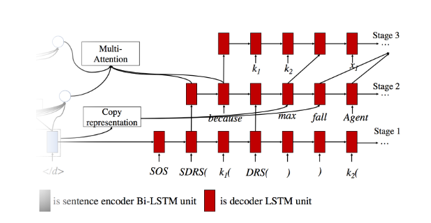 Stage 3
Multi-
Attention
k1 k2 x1 ...
Stage 2
Copy
representation
because max fall Agent ...
Stage 1
...
</d>
SOS SDRS( k1( DRS( ) ) k2(
is sentence encoder Bi-LSTM unit is decoder LSTM unit